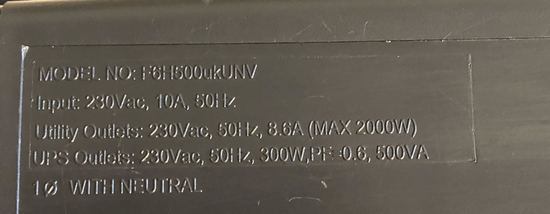 MODEL NO: F6H500ukUNV
Input: 230Vac, 10A, 50Hz
Utility Outlets: 230Vac, 50Hz, 8.6A (MAX 2000W)
UPS Outlets: 230Vac, 50Hz, 300W,PF=0.6, 500VA
1Ø WITH NEUTRAL